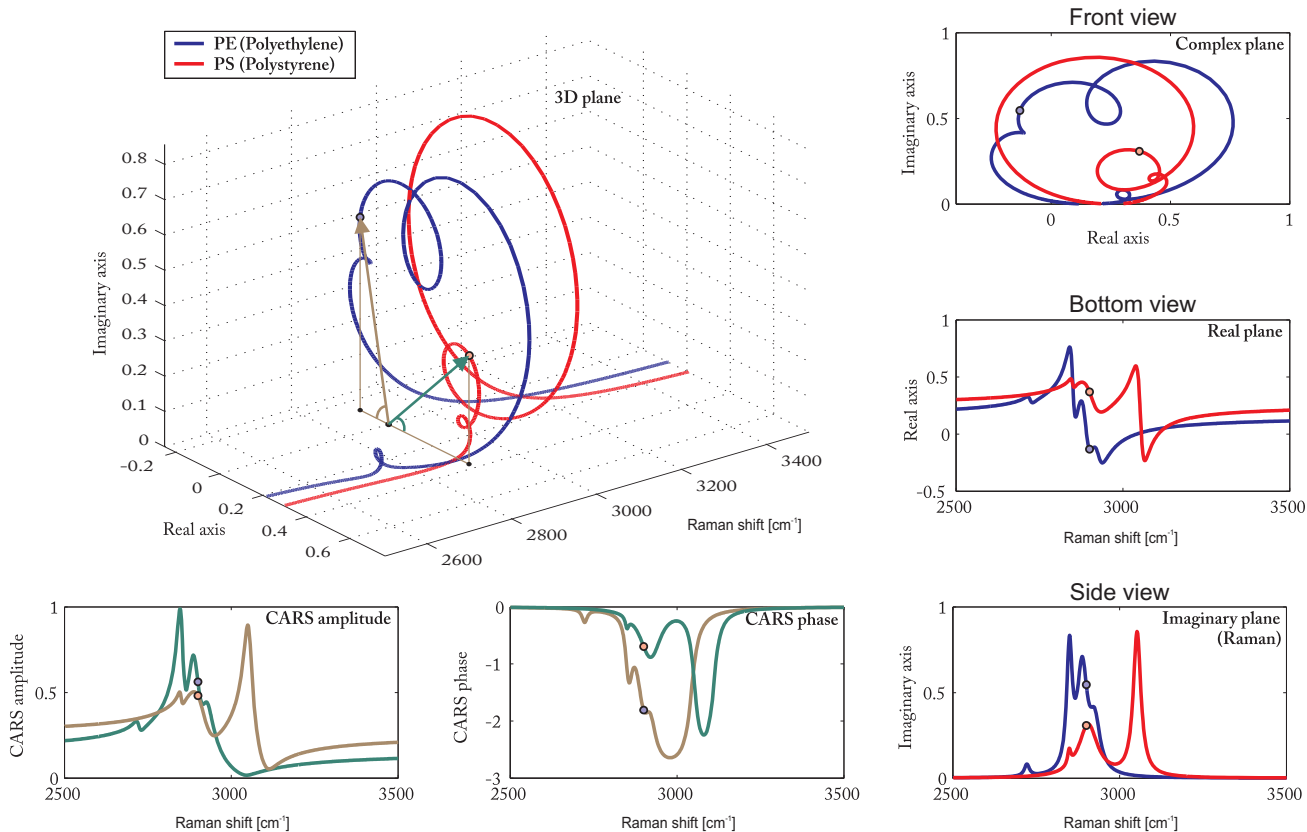 PE (Polyethylene)
PS (Polystyrene)
3D plane
Imaginary axis
0.8
0.7
0.6
0.5
0.4
0.3
0.2
0.1
0
-0.2
0
0.2
0.4
0.6
Real axis
2600
2800
3000
3200
3400
Raman shift [cm-1]
Front view
Complex plane
Imaginary axis
1
0.5
0
0
0.5
1
Real axis
Bottom view
Real plane
Real axis
1
0.5
0
-0.5
2500
3000
3500
Raman shift [cm-1]
CARS amplitude
CARS amplitude
1
0.5
0
2500
3000
3500
Raman shift [cm-1]
CARS phase
CARS phase
0
-1
-2
-3
2500
3000
3500
Raman shift [cm-1]
Side view
Imaginary plane
(Raman)
Imaginary axis
1
0.5
0
2500
3000
3500
Raman shift [cm-1]